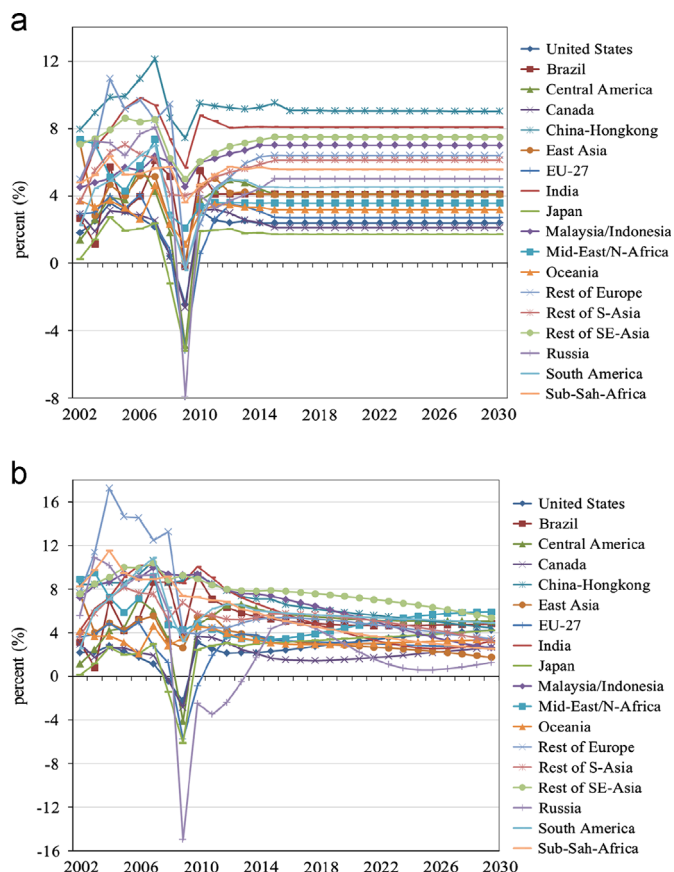 a
percent (%)
12
8
4
0
-4
-8
2002 2006 2010 2014 2018 2022 2026 2030
United States
Brazil
Central America
Canada
China-Hongkong
East Asia
EU-27
India
Japan
Malaysia/Indonesia
Mid-East/N-Africa
Oceania
Rest of Europe
Rest of S-Asia
Rest of SE-Asia
Russia
South America
Sub-Sah-Africa
b
percent (%)
16
12
8
4
0
-4
-8
-12
-16
2002 2006 2010 2014 2018 2022 2026 2030
United States
Brazil
Central America
Canada
China-Hongkong
East Asia
EU-27
India
Japan
Malaysia/Indonesia
Mid-East/N-Africa
Oceania
Rest of Europe
Rest of S-Asia
Rest of SE-Asia
Russia
South America
Sub-Sah-Africa